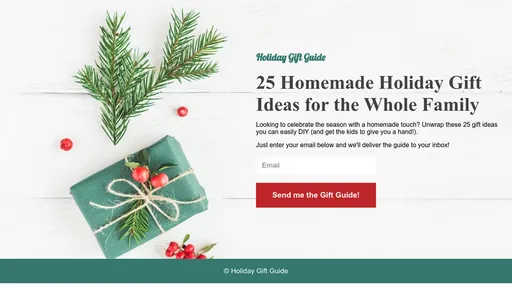 Holiday Gift Guide
25 Homemade Holiday Gift
Ideas for the Whole Family
Looking to celebrate the season with a homemade touch? Unwrap these 25 gift ideas
you can easily DIY (and get the kids to give you a hand!).
Just enter your email below and we'll deliver the guide to your inbox!
Email
Send me the Gift Guide!
© Holiday Gift Guide